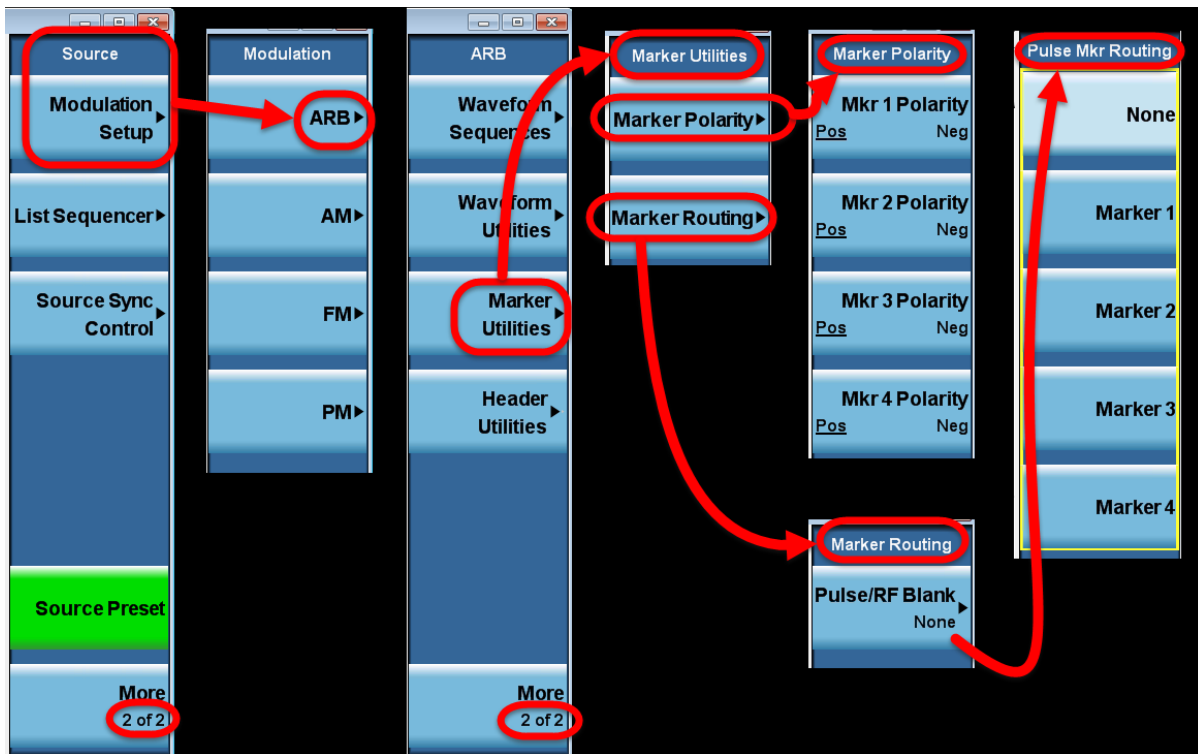 Source
Modulation
Setup
List Sequencer
Source Sync
Control
Source Preset
More
2 of 2
Modulation
ARB
AM
FM
PM
ARB
Waveform
Sequences
Waveform
Utilities
Marker
Utilities
Header
Utilities
More
2 of 2
Marker Utilities
Marker Polarity
Marker Routing
Marker Polarity
Mkr 1 Polarity
Pos Neg
Mkr 2 Polarity
Pos Neg
Mkr 3 Polarity
Pos Neg
Mkr 4 Polarity
Pos Neg
Marker Routing
Pulse/RF Blank
None
Pulse Mkr Routing
None
Marker 1
Marker 2
Marker 3
Marker 4